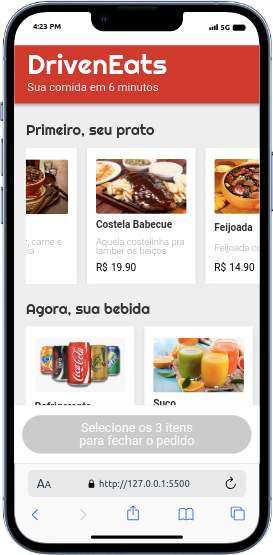 4:23 PM
5G
DrivenEats
Sua comida em 6 minutos
Primeiro, seu prato
Costela Babecue
Feijoada
carne e
Aquela costelinha pra
lamber os beiços
Feijoada
R$ 19.90
R$ 14.90
Agora, sua bebida
Coca-Cola
Refrigerante
Suco
Selecione os 3 itens
para fechar o pedido
AA
http://127.0.0.1:5500